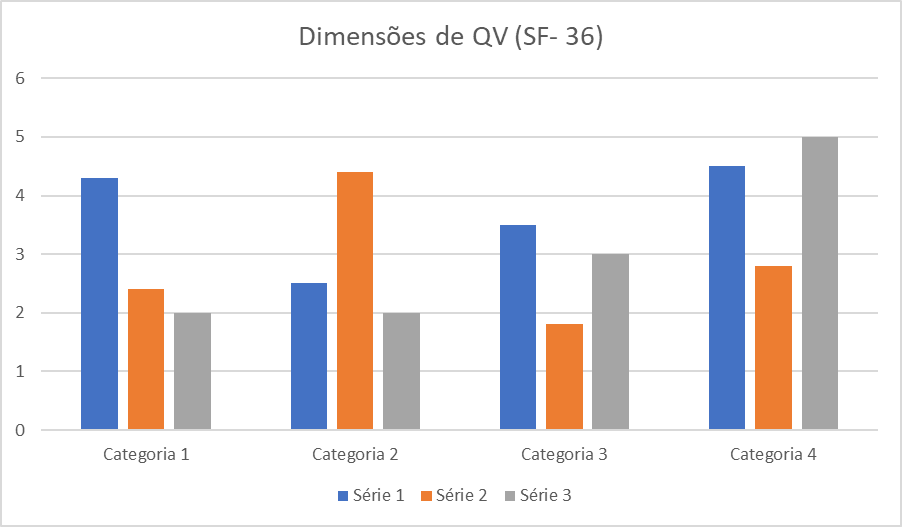 Dimensões de QV (SF- 36)
6
5
4
3
2
1
0
Categoria 1 Categoria 2 Categoria 3 Categoria 4
Série 1 Série 2 Série 3